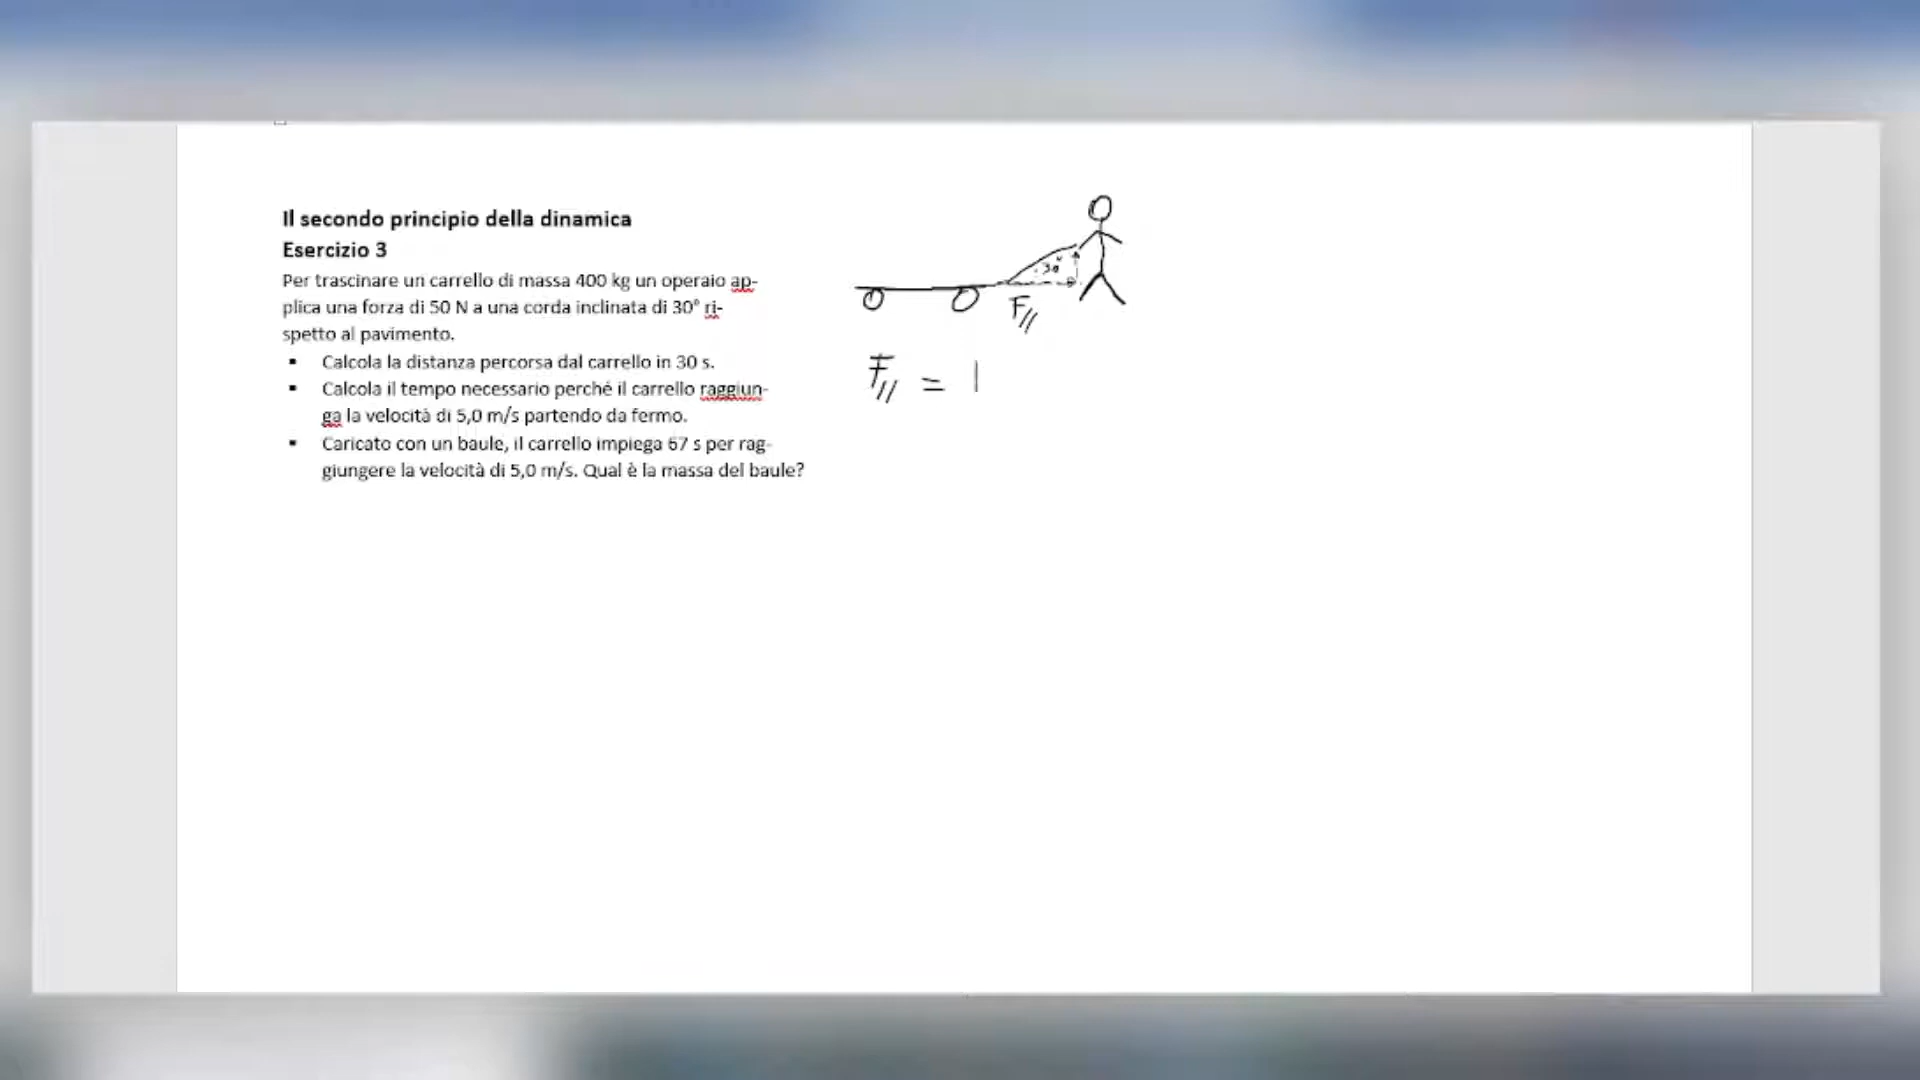 Il secondo principio della dinamica
Esercizio 3
Per trascinare un carrello di massa 400 kg un operaio ap-
plica una forza di 50 N a una corda inclinata di 30° ri-
spetto al pavimento.
▪ Calcola la distanza percorsa dal carrello in 30 s.
▪ Calcola il tempo necessario perché il carrello raggiun-
ga la velocità di 5,0 m/s partendo da fermo.
▪ Caricato con un baule, il carrello impiega 67 s per rag-
giungere la velocità di 5,0 m/s. Qual è la massa del baule?
30°
F//
F// = |